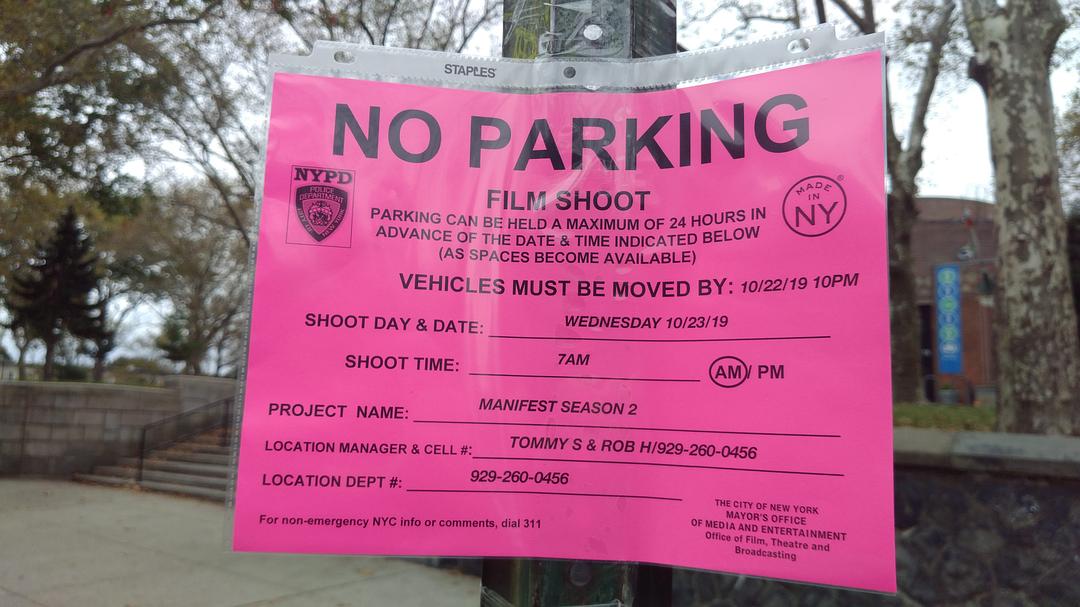 STAPLES
NO PARKING
NYPD
POLICE
DEPARTMENT
FILM SHOOT
MADE
IN
NY
®
PARKING CAN BE HELD A MAXIMUM OF 24 HOURS IN
ADVANCE OF THE DATE & TIME INDICATED BELOW
(AS SPACES BECOME AVAILABLE)
VEHICLES MUST BE MOVED BY: 10/22/19 10PM
SHOOT DAY & DATE: WEDNESDAY 10/23/19
SHOOT TIME: 7AM AM/ PM
PROJECT NAME: MANIFEST SEASON 2
LOCATION MANAGER & CELL #: TOMMY S & ROB H/929-260-0456
LOCATION DEPT #: 929-260-0456
For non-emergency NYC info or comments, dial 311
THE CITY OF NEW YORK
MAYOR'S OFFICE
OF MEDIA AND ENTERTAINMENT
Office of Film, Theatre and
Broadcasting